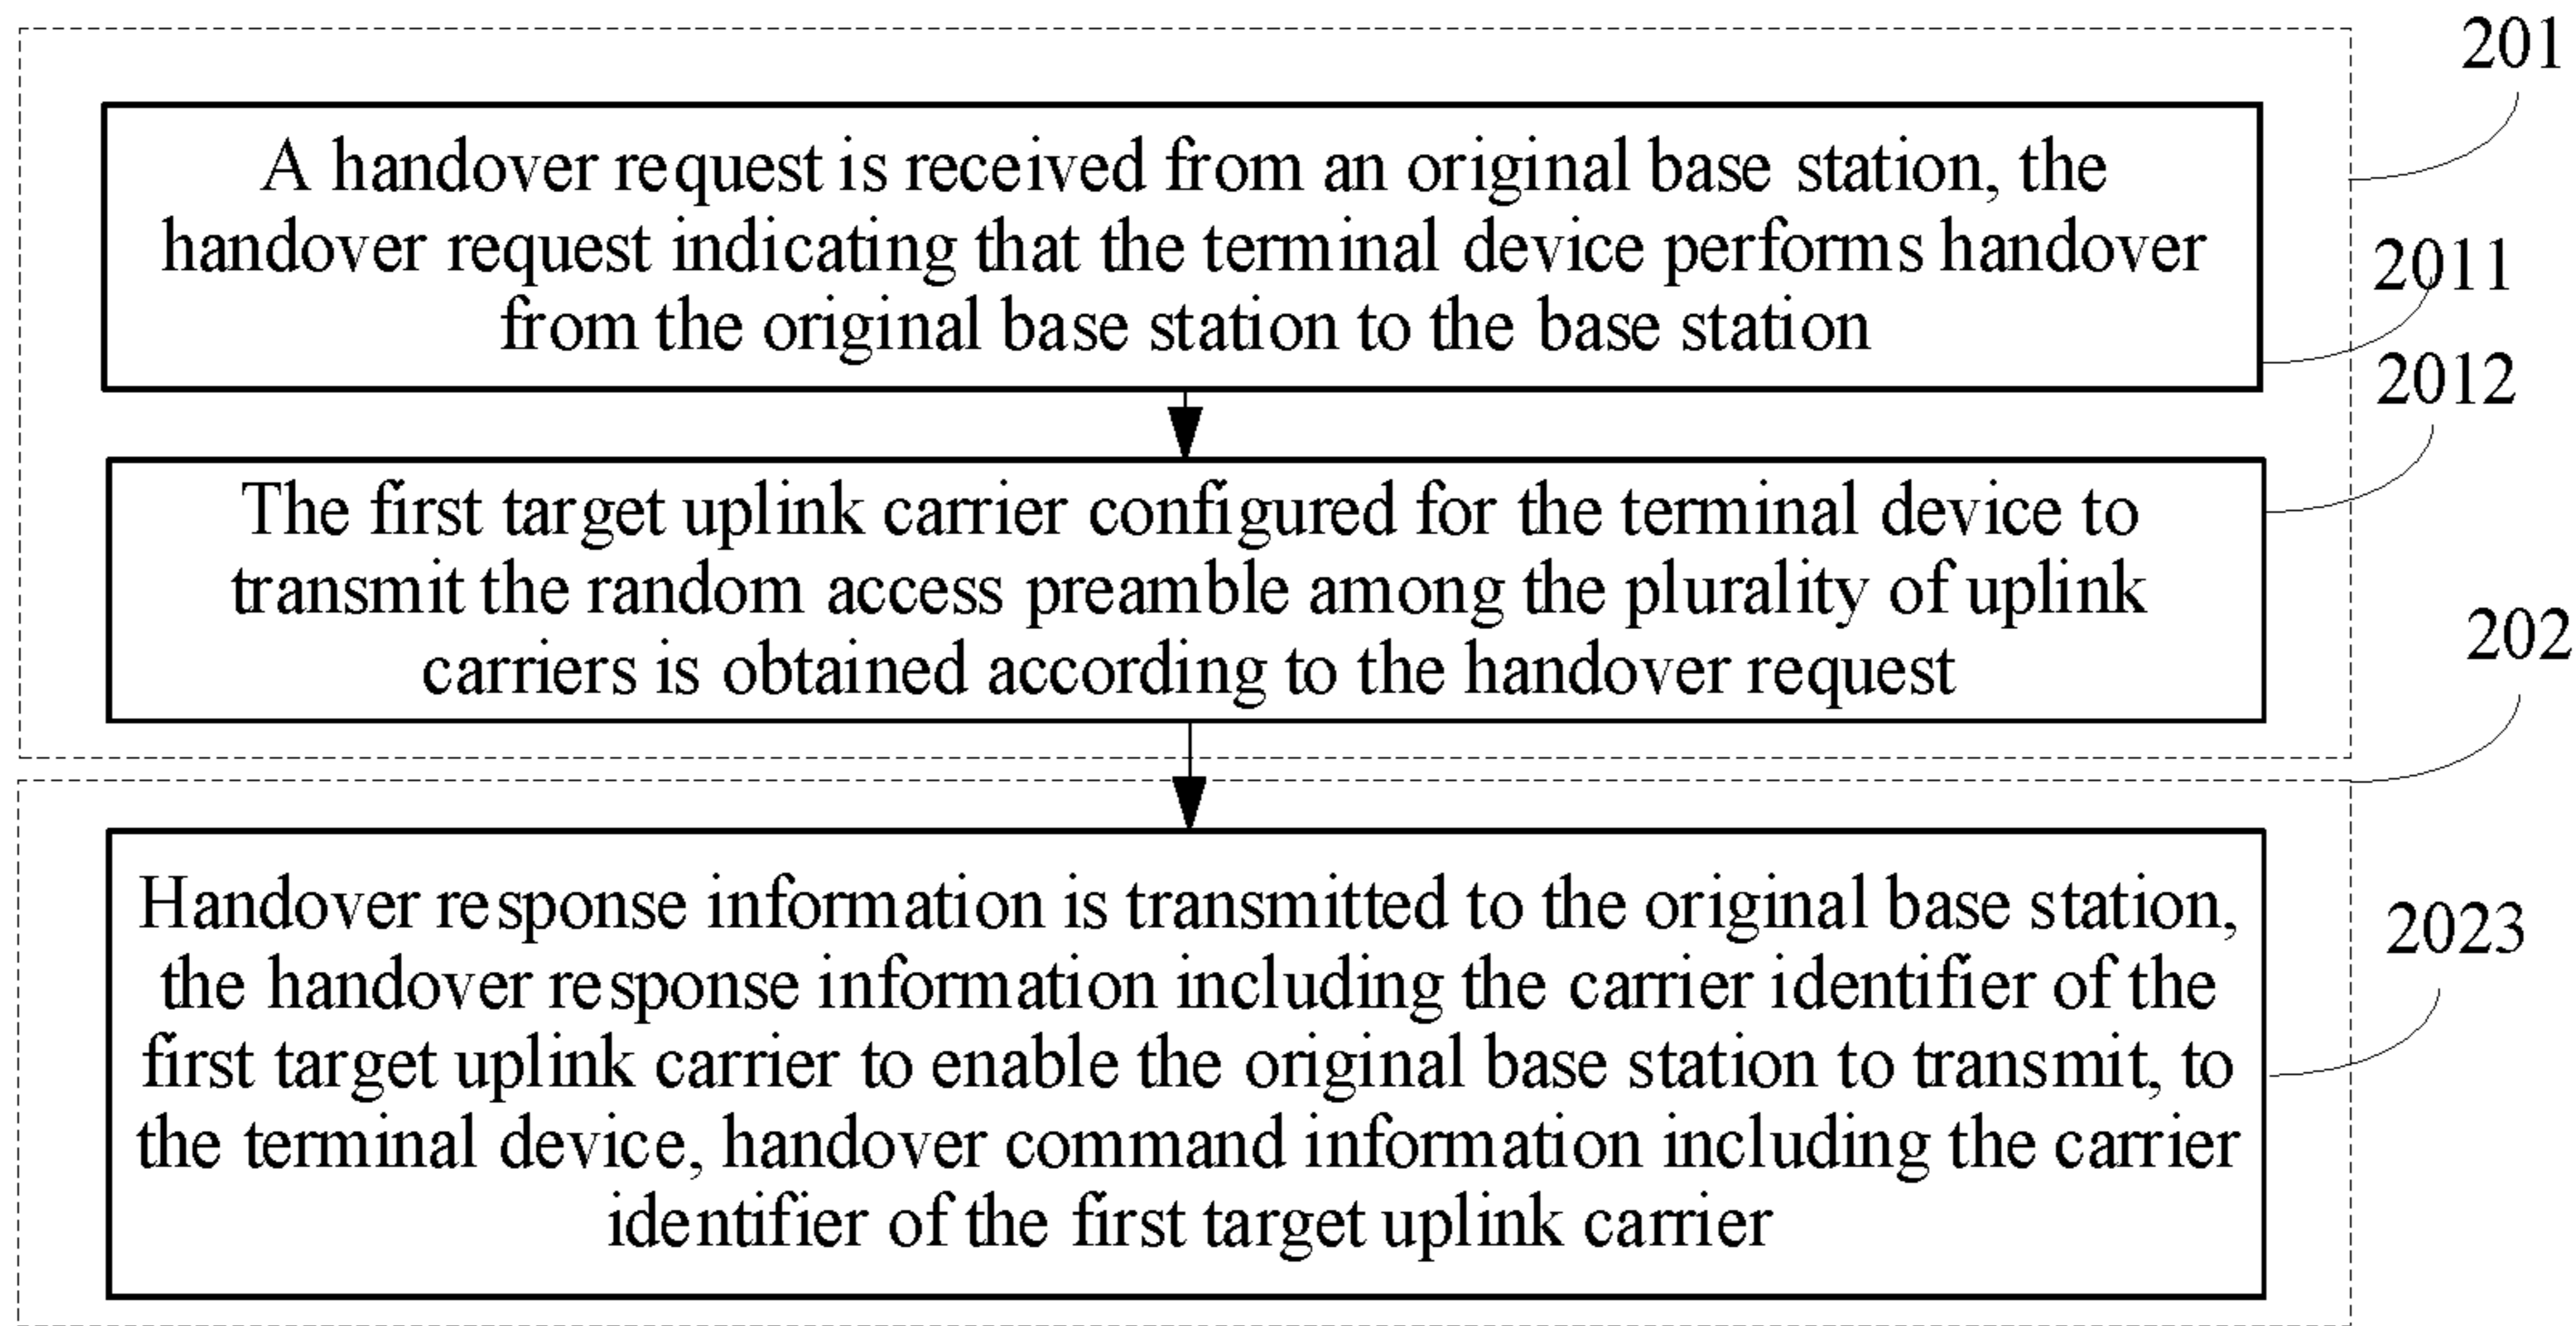 201
A handover request is received from an original base station, the
handover request indicating that the terminal device performs handover
from the original base station to the base station
2011
2012
The first target uplink carrier configured for the terminal device to
transmit the random access preamble among the plurality of uplink
carriers is obtained according to the handover request
202
Handover response information is transmitted to the original base station,
the handover response information including the carrier identifier of the
first target uplink carrier to enable the original base station to transmit, to
the terminal device, handover command information including the carrier
identifier of the first target uplink carrier
2023